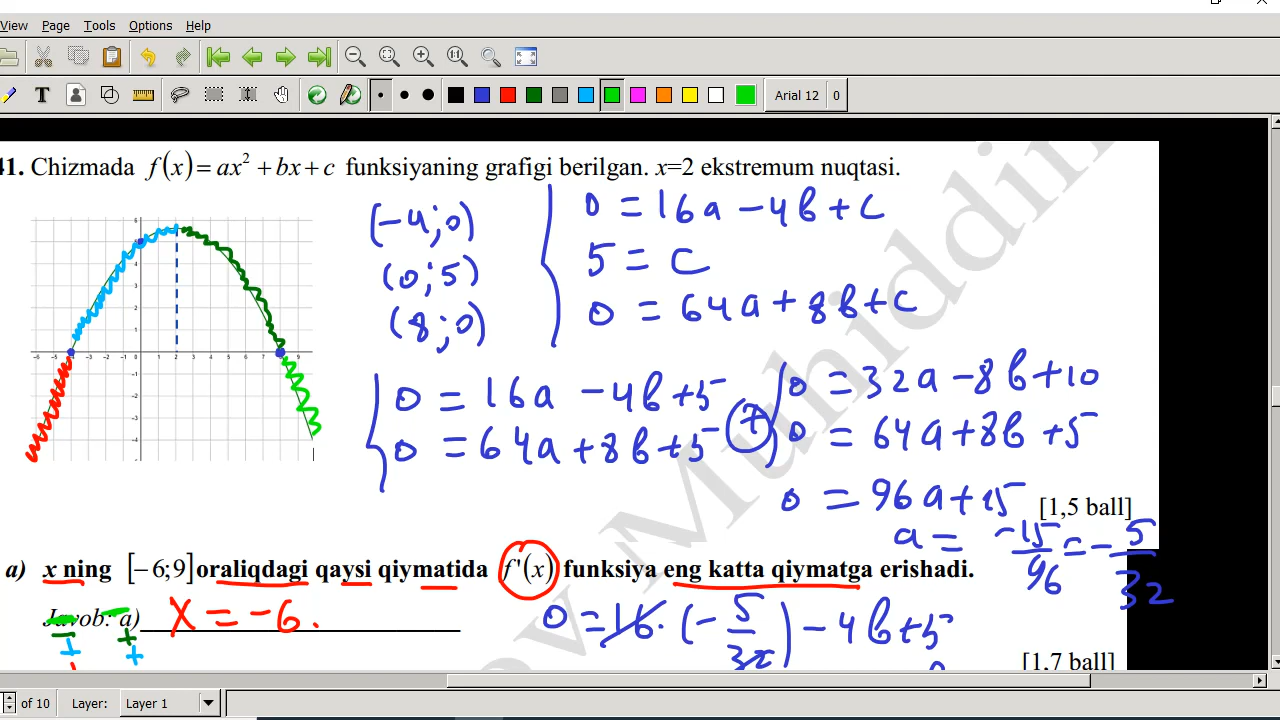 View Page Tools Options Help
Arial 12 0
41. Chizmada f(x) = ax² + bx + c funksiyaning grafigi berilgan. x=2 ekstremum nuqtasi.
(-4;0)
(0;5)
(8;0)
0 = 16a - 4b + c
5 = c
0 = 64a + 8b + c
0 = 16a - 4b + 5
0 = 64a + 8b + 5
+
0 = 32a - 8b + 10
0 = 64a + 8b + 5
0 = 96a + 15
[1,5 ball]
a = -15/96 = -5/32
a) x ning [-6;9] oraliqdagi qaysi qiymatida f'(x) funksiya eng katta qiymatga erishadi.
Javob: a) x = -6.
0 = 16·(-5/32) - 4b + 5
[1,7 ball]
of 10 Layer: Layer 1